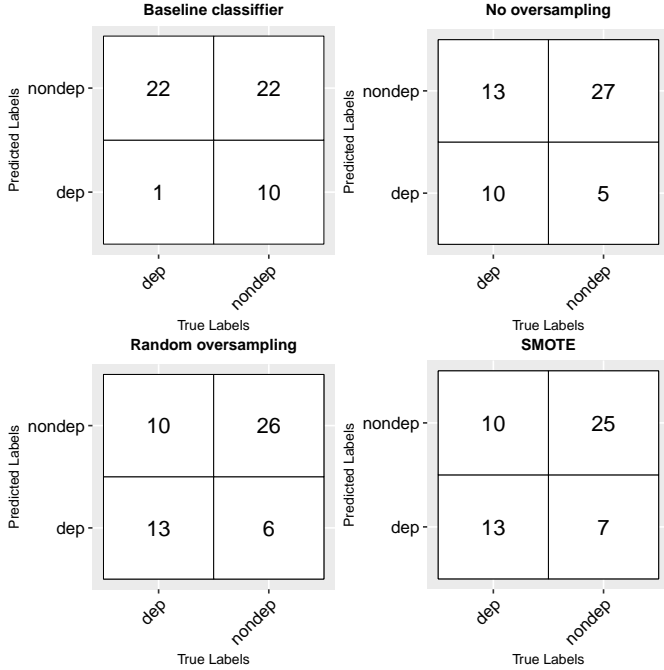 Baseline classiffier
Predicted Labels
nondep
22
22
dep
1
10
dep
nondep
True Labels
No oversampling
Predicted Labels
nondep
13
27
dep
10
5
dep
nondep
True Labels
Random oversampling
Predicted Labels
nondep
10
26
dep
13
6
dep
nondep
True Labels
SMOTE
Predicted Labels
nondep
10
25
dep
13
7
dep
nondep
True Labels